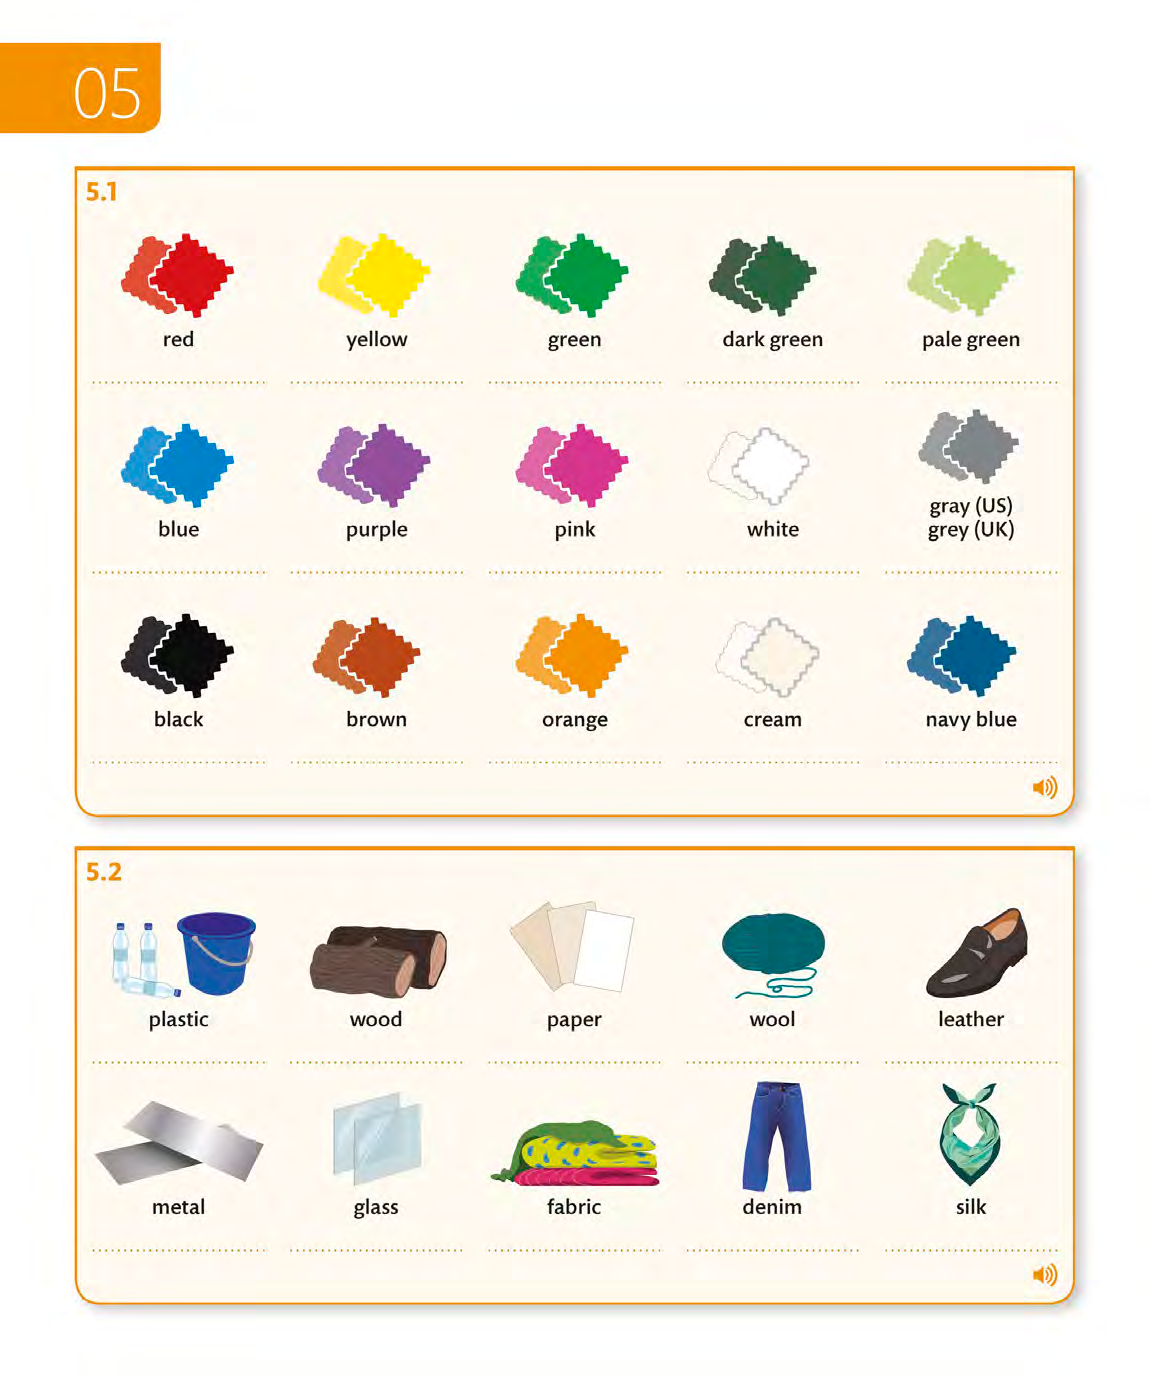 05
5.1
red
yellow
green
dark green
pale green
blue
purple
pink
white
gray (US)
grey (UK)
black
brown
orange
cream
navy blue
5.2
plastic
wood
paper
wool
leather
metal
glass
fabric
denim
silk